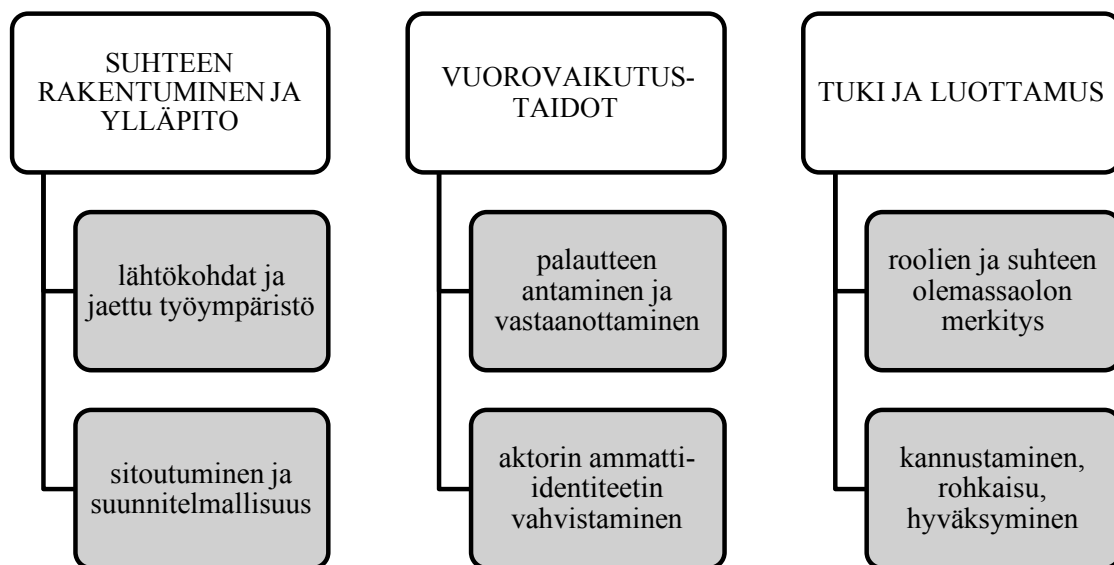 SUHTEEN
RAKENTUMINEN JA
YLLÄPITO
lähtökohdat ja
jaettu työympäristö
sitoutuminen ja
suunnitelmallisuus
VUOROVAIKUTUS-
TAIDOT
palautteen
antaminen ja
vastaanottaminen
aktorin ammatti-
identiteetin
vahvistaminen
TUKI JA LUOTTAMUS
roolien ja suhteen
olemassaolon
merkitys
kannustaminen,
rohkaisu,
hyväksyminen